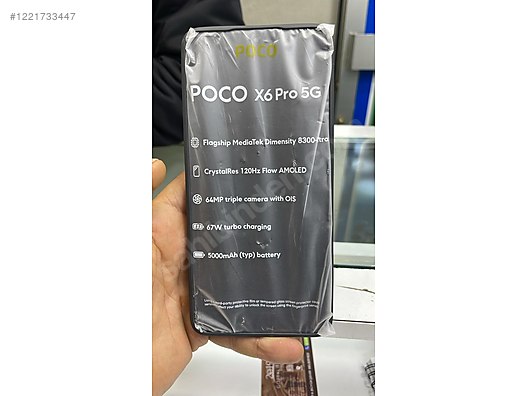 #1221733447
POCO
POCO X6 Pro 5G
Flagship MediaTek Dimensity 8300-Ultra
CrystalRes 120Hz Flow AMOLED
64MP triple camera with OIS
67W turbo charging
5000mAh (typ) battery
sahibinden